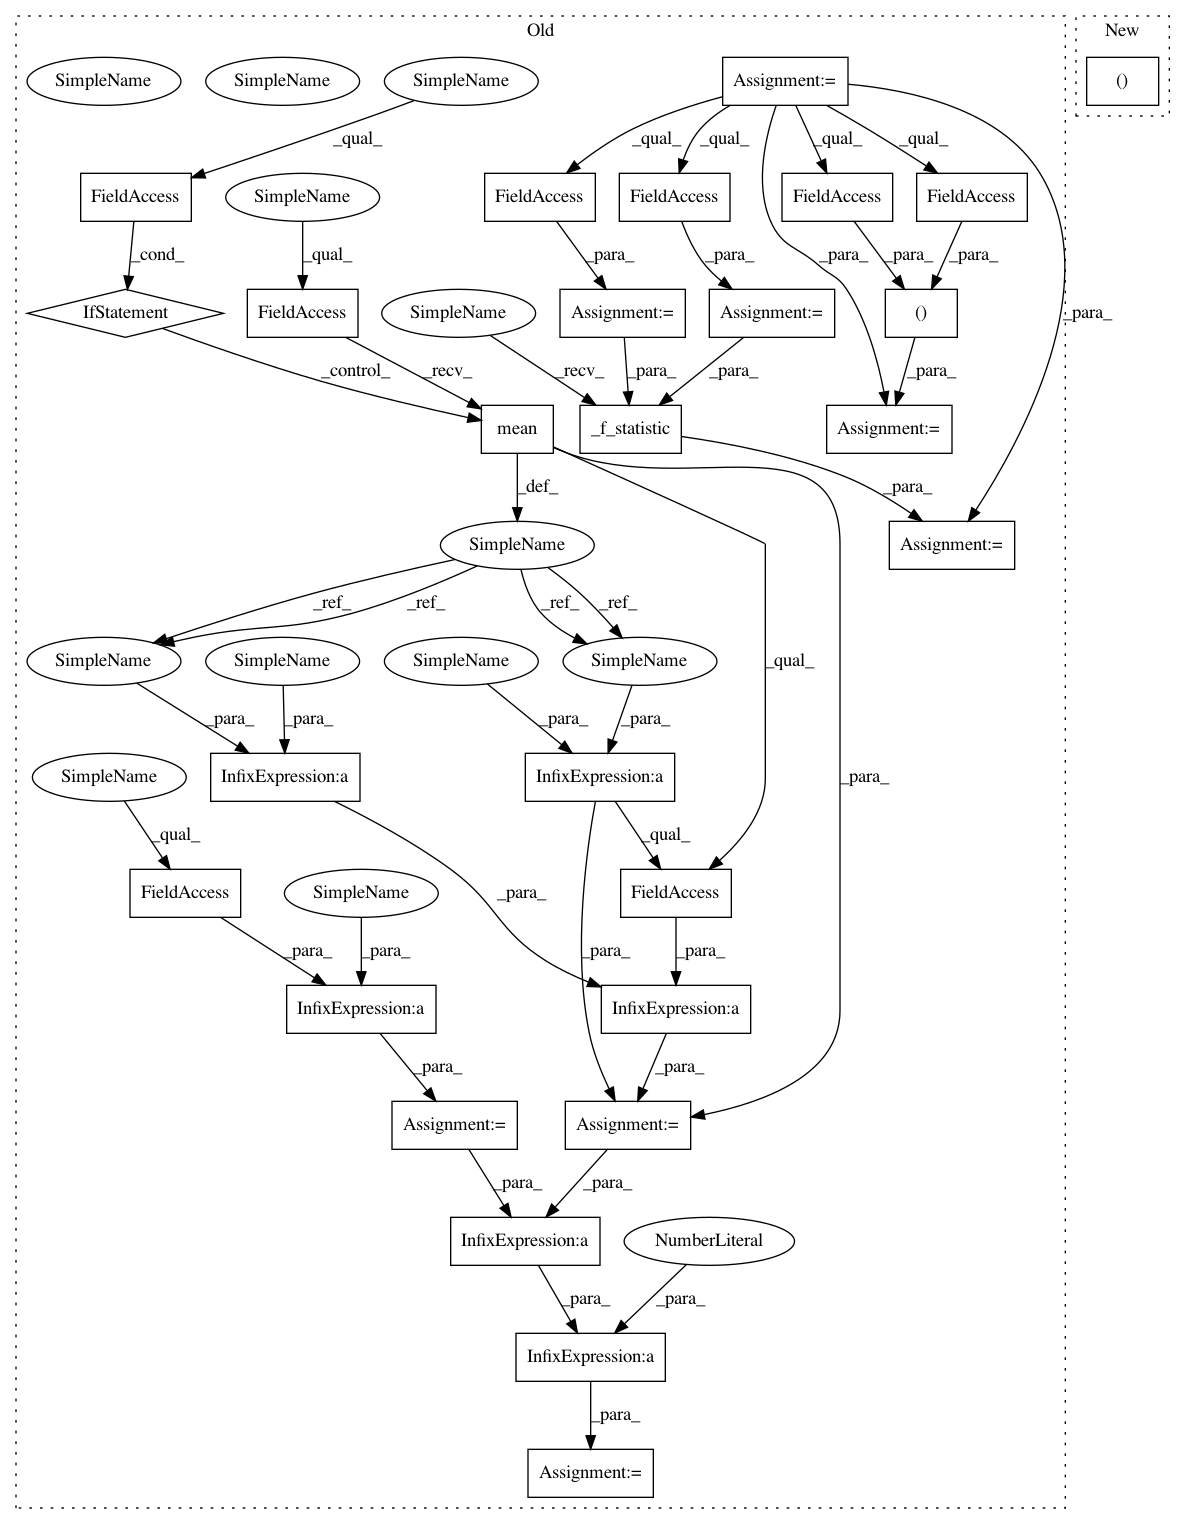 Old
New
SimpleName
SimpleName
SimpleName
Assignment:=
()
_qual_
_qual_
_qual_
_qual_
_qual_
FieldAccess
SimpleName
FieldAccess
FieldAccess
FieldAccess
FieldAccess
_cond_
_qual_
_para_
_para_
_para_
_para_
_para_
IfStatement
FieldAccess
SimpleName
Assignment:=
Assignment:=
()
_para_
_control_
_recv_
_recv_
_para_
_para_
_para_
mean
_f_statistic
Assignment:=
_def_
_para_
SimpleName
Assignment:=
_ref_
_ref_
_ref_
_ref_
SimpleName
SimpleName
SimpleName
SimpleName
_qual_
_para_
_para_
_para_
_para_
SimpleName
InfixExpression:a
InfixExpression:a
_para_
_qual_
_qual_
FieldAccess
SimpleName
_para_
FieldAccess
_para_
_para_
_para_
_para_
InfixExpression:a
InfixExpression:a
_para_
_para_
Assignment:=
Assignment:=
_para_
_para_
InfixExpression:a
NumberLiteral
_para_
_para_
InfixExpression:a
_para_
Assignment:=